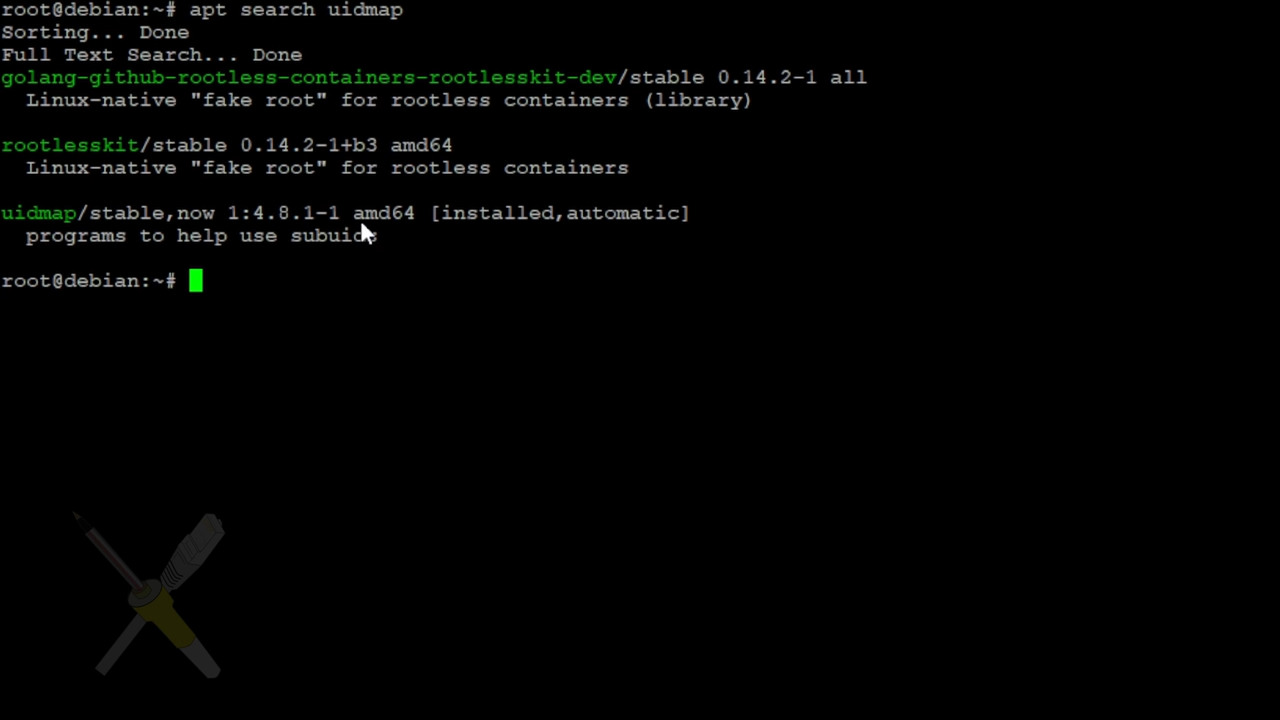 root@debian:~# apt search uidmap
Sorting... Done
Full Text Search... Done
golang-github-rootless-containers-rootlesskit-dev/stable 0.14.2-1 all
  Linux-native "fake root" for rootless containers (library)
rootlesskit/stable 0.14.2-1+b3 amd64
  Linux-native "fake root" for rootless containers
uidmap/stable,now 1:4.8.1-1 amd64 [installed,automatic]
  programs to help use subuids
root@debian:~#